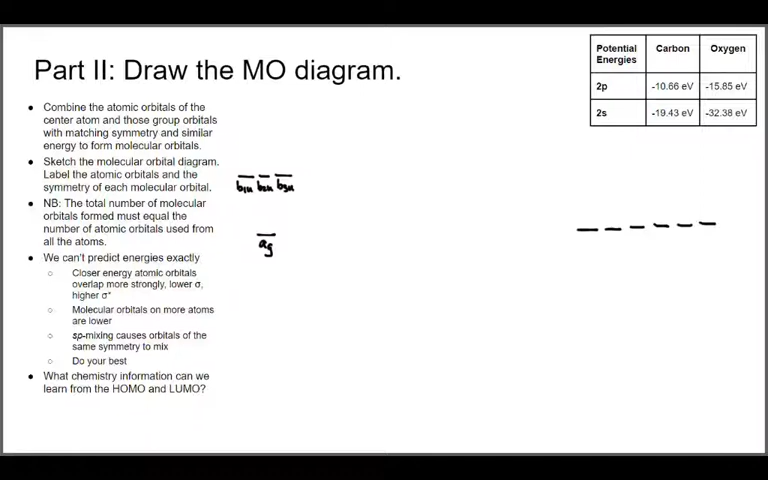 Part II: Draw the MO diagram.
Potential Energies Carbon Oxygen
2p -10.66 eV -15.85 eV
2s -19.43 eV -32.38 eV
● Combine the atomic orbitals of the
center atom and those group orbitals
with matching symmetry and similar
energy to form molecular orbitals.
● Sketch the molecular orbital diagram.
Label the atomic orbitals and the
symmetry of each molecular orbital.
● NB: The total number of molecular
orbitals formed must equal the
number of atomic orbitals used from
all the atoms.
● We can't predict energies exactly
○ Closer energy atomic orbitals
overlap more strongly, lower σ,
higher σ*
○ Molecular orbitals on more atoms
are lower
○ sp-mixing causes orbitals of the
same symmetry to mix
○ Do your best
● What chemistry information can we
learn from the HOMO and LUMO?
b1u b2u b3u
ag